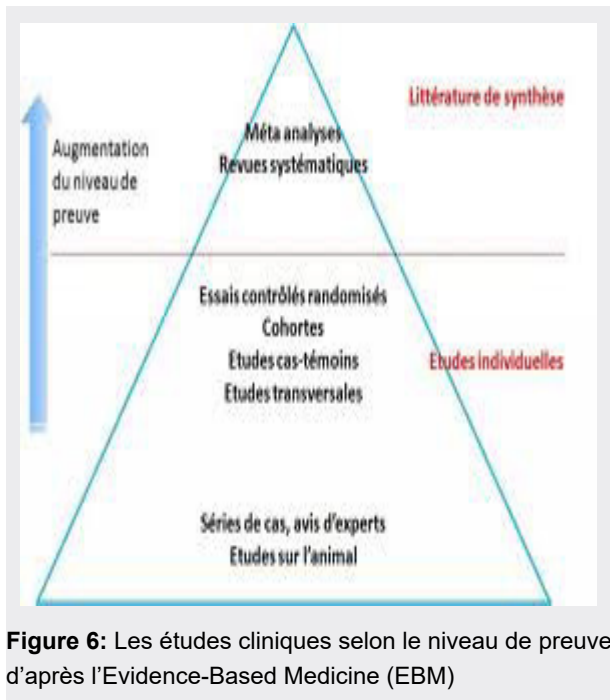 Littérature de synthèse
Augmentation
du niveau de
preuve
Méta analyses
Revues systématiques
Essais contrôlés randomisés
Cohortes
Etudes cas-témoins
Etudes transversales
Etudes individuelles
Séries de cas, avis d’experts
Etudes sur l’animal
Figure 6: Les études cliniques selon le niveau de preuve
d’après l’Evidence-Based Medicine (EBM)